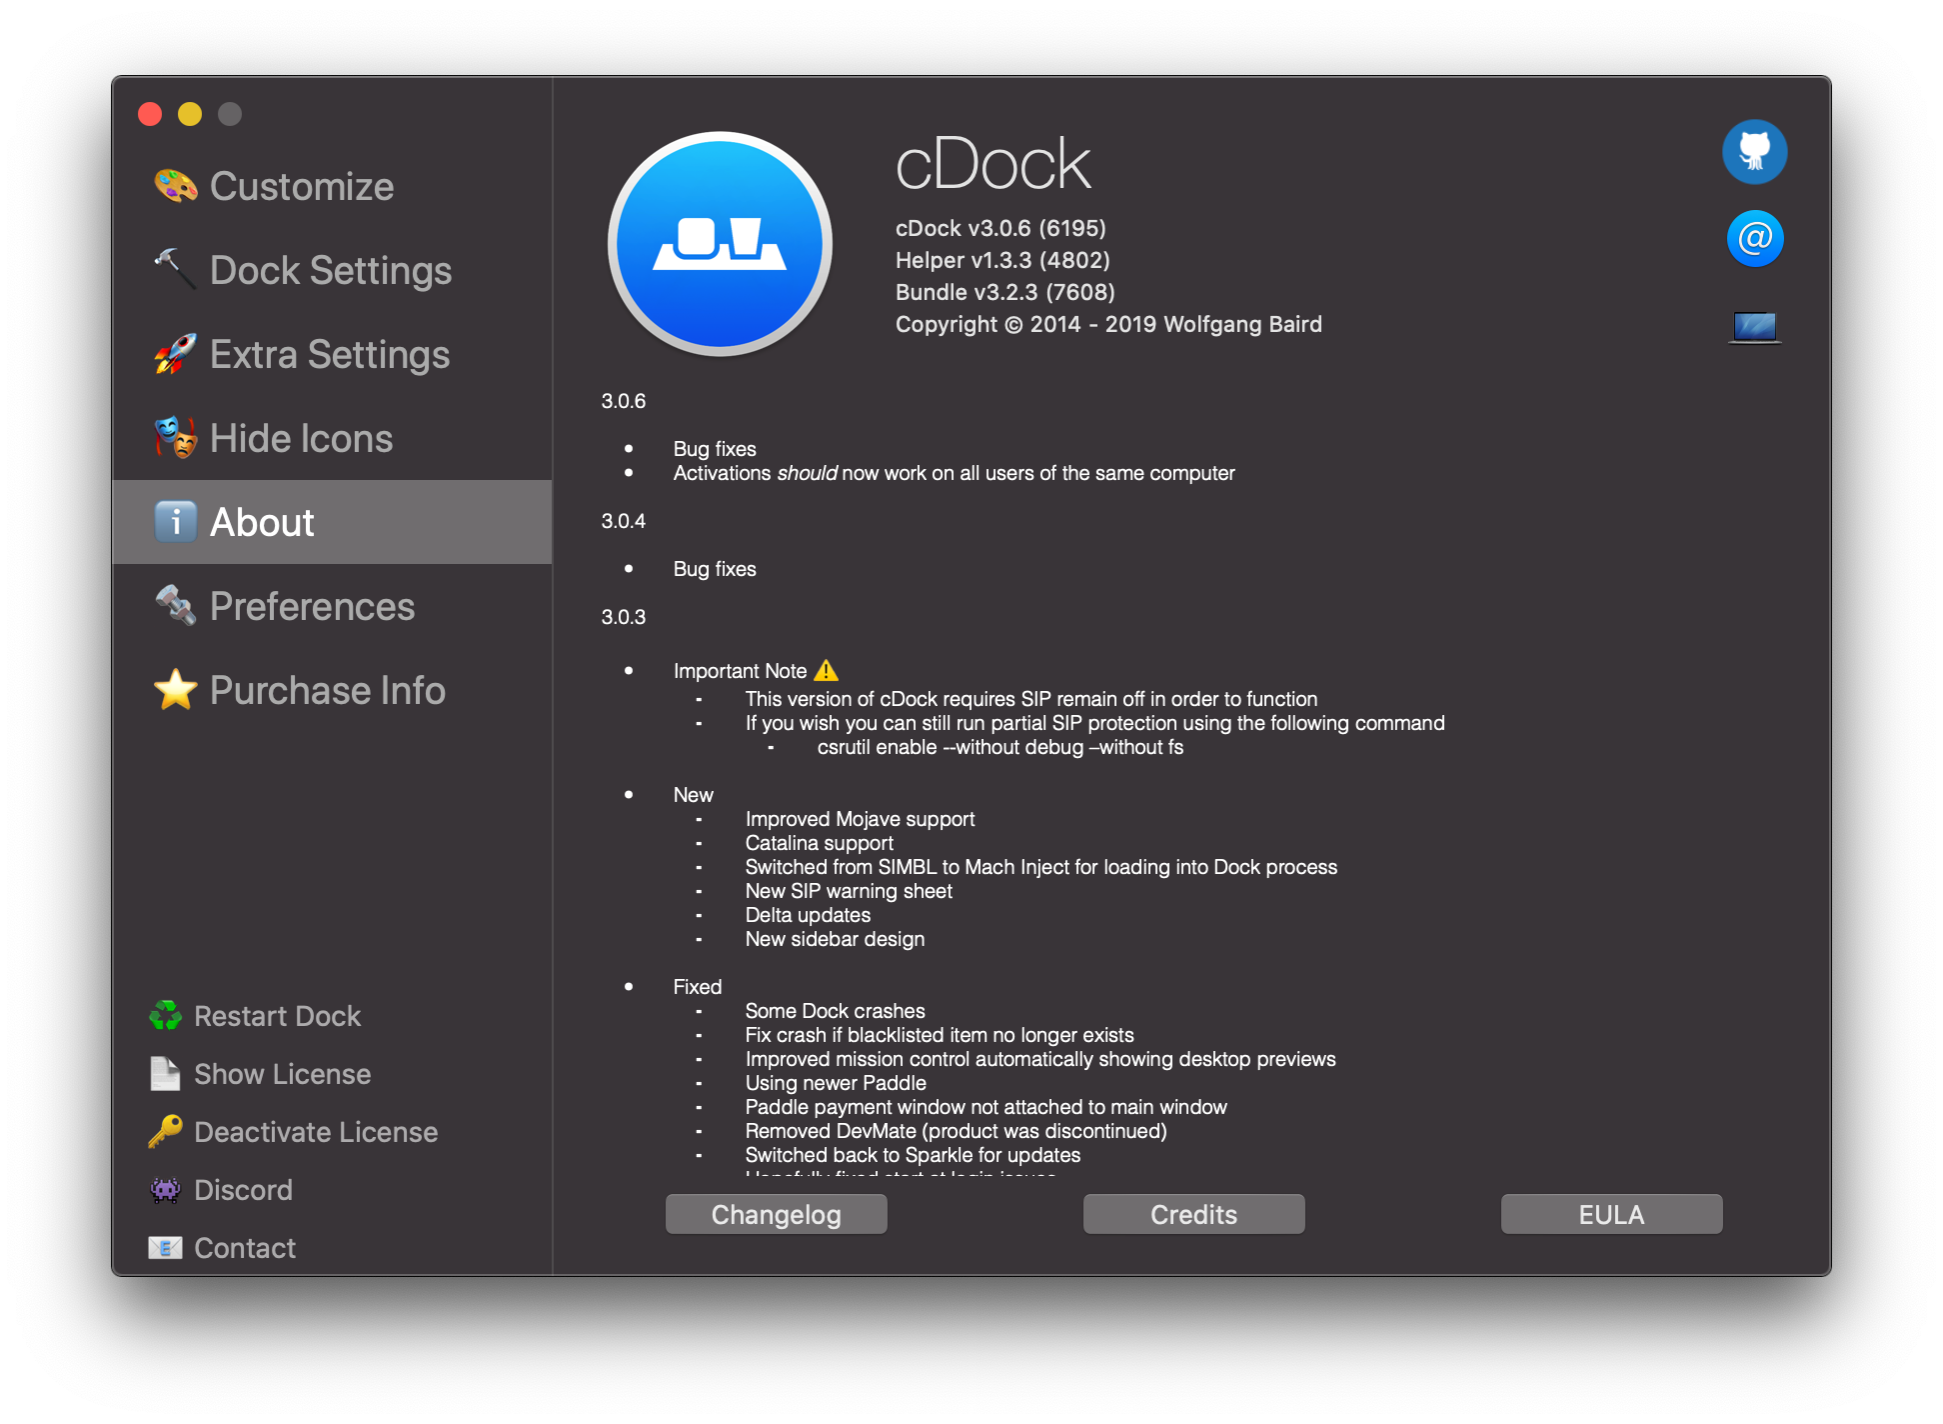 Customize
Dock Settings
Extra Settings
Hide Icons
About
Preferences
Purchase Info
Restart Dock
Show License
Deactivate License
Discord
Contact
cDock
cDock v3.0.6 (6195)
Helper v1.3.3 (4802)
Bundle v3.2.3 (7608)
Copyright © 2014 - 2019 Wolfgang Baird
@
3.0.6
• Bug fixes
• Activations should now work on all users of the same computer
3.0.4
• Bug fixes
3.0.3
• Important Note ⚠️
- This version of cDock requires SIP remain off in order to function
- If you wish you can still run partial SIP protection using the following command
- csrutil enable --without debug –without fs
• New
- Improved Mojave support
- Catalina support
- Switched from SIMBL to Mach Inject for loading into Dock process
- New SIP warning sheet
- Delta updates
- New sidebar design
• Fixed
- Some Dock crashes
- Fix crash if blacklisted item no longer exists
- Improved mission control automatically showing desktop previews
- Using newer Paddle
- Paddle payment window not attached to main window
- Removed DevMate (product was discontinued)
- Switched back to Sparkle for updates
Hopefully fixed start at login issues
Changelog
Credits
EULA